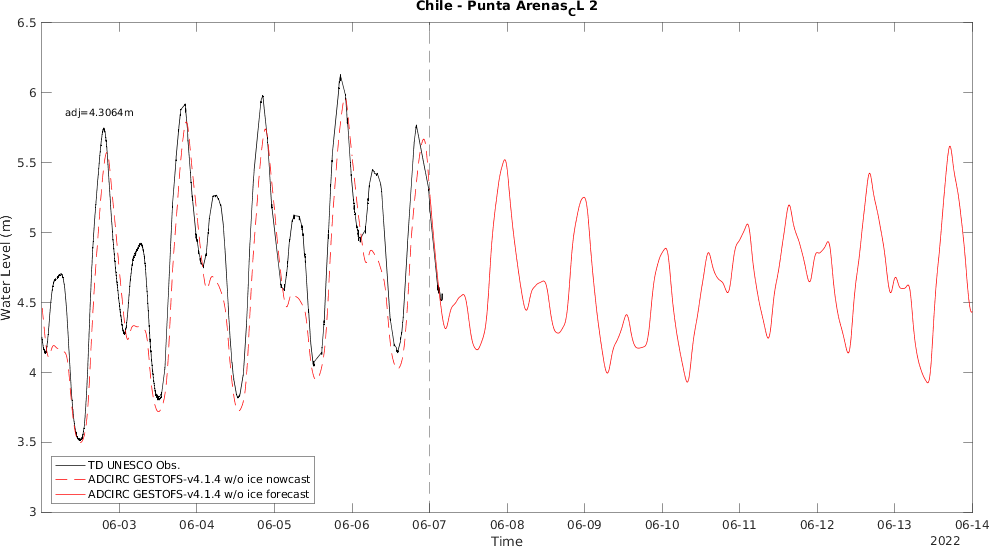 Chile - Punta Arenas_CL 2
6.5
6
5.5
5
4.5
4
3.5
3
Water Level (m)
adj=4.3064m
TD UNESCO Obs.
ADCIRC GESTOFS-v4.1.4 w/o ice nowcast
ADCIRC GESTOFS-v4.1.4 w/o ice forecast
06-03 06-04 06-05 06-06 06-07 06-08 06-09 06-10 06-11 06-12 06-13 06-14
Time
2022